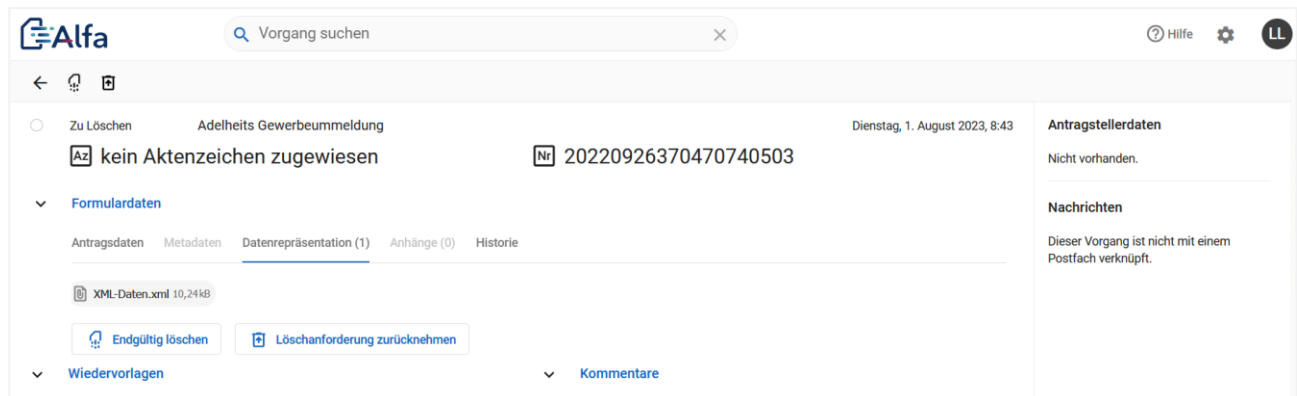 Alfa
Vorgang suchen
Hilfe
LL
Zu Löschen
Adelheits Gewerbeummeldung
Dienstag, 1. August 2023, 8:43
Az kein Aktenzeichen zugewiesen
Nr 20220926370470740503
Formulardaten
Antragsdaten Metadaten Datenrepräsentation (1) Anhänge (0) Historie
XML-Daten.xml 10,24kB
Endgültig löschen
Löschanforderung zurücknehmen
Wiedervorlagen
Kommentare
Antragstellerdaten
Nicht vorhanden.
Nachrichten
Dieser Vorgang ist nicht mit einem
Postfach verknüpft.